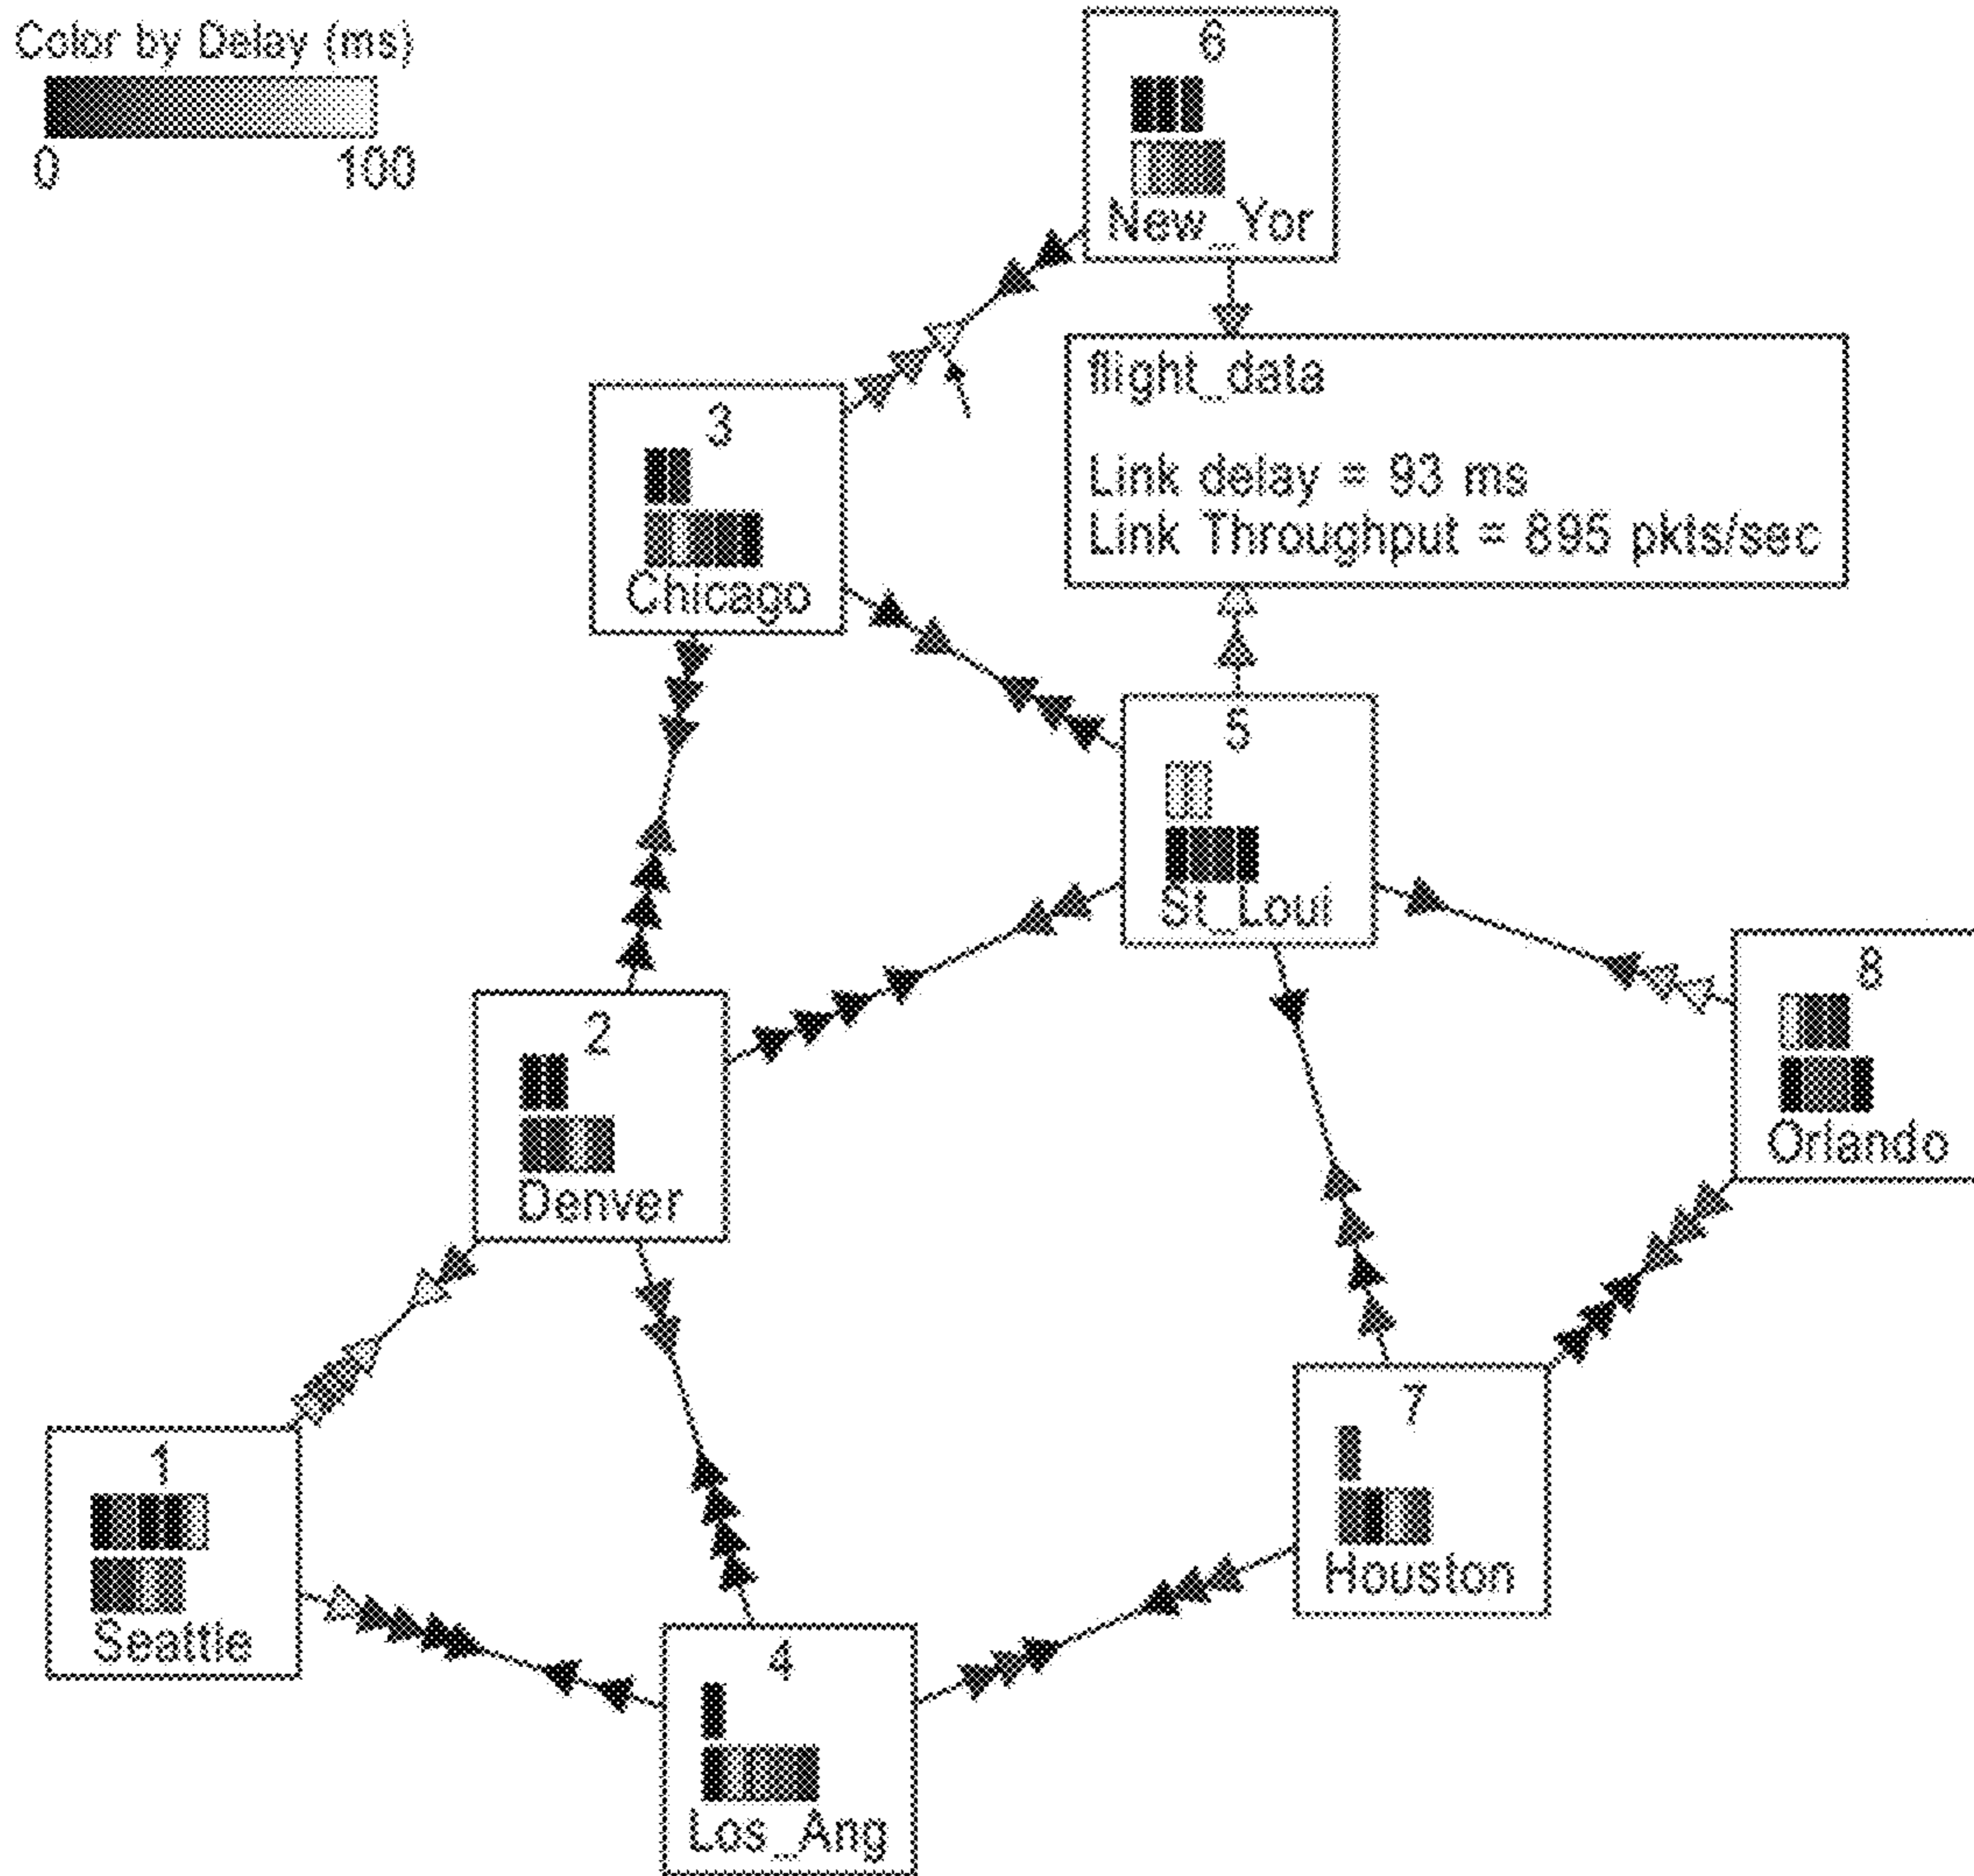 Color by Delay (ms)
0 100
6
New_Yor
flight_data
Link delay = 93 ms
Link Throughput = 895 pkts/sec
3
Chicago
5
St_Loui
8
Orlando
2
Denver
7
Houston
1
Seattle
4
Los_Ang